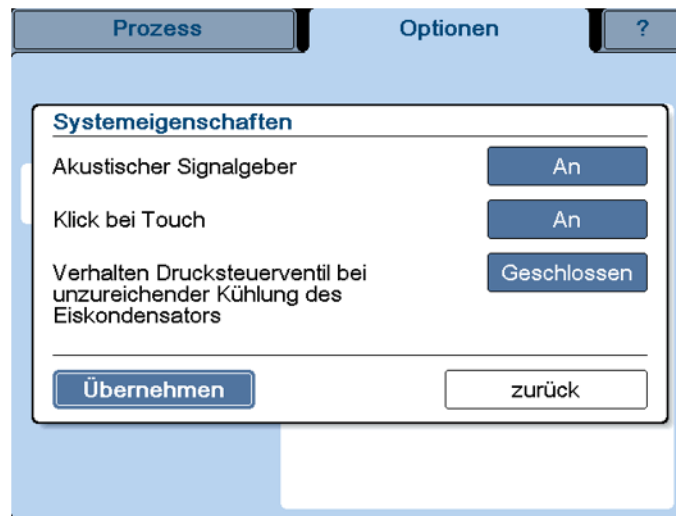 Prozess
Optionen
?
Systemeigenschaften
Akustischer Signalgeber
An
Klick bei Touch
An
Verhalten Drucksteuerventil bei
unzureichender Kühlung des
Eiskondensators
Geschlossen
Übernehmen
zurück